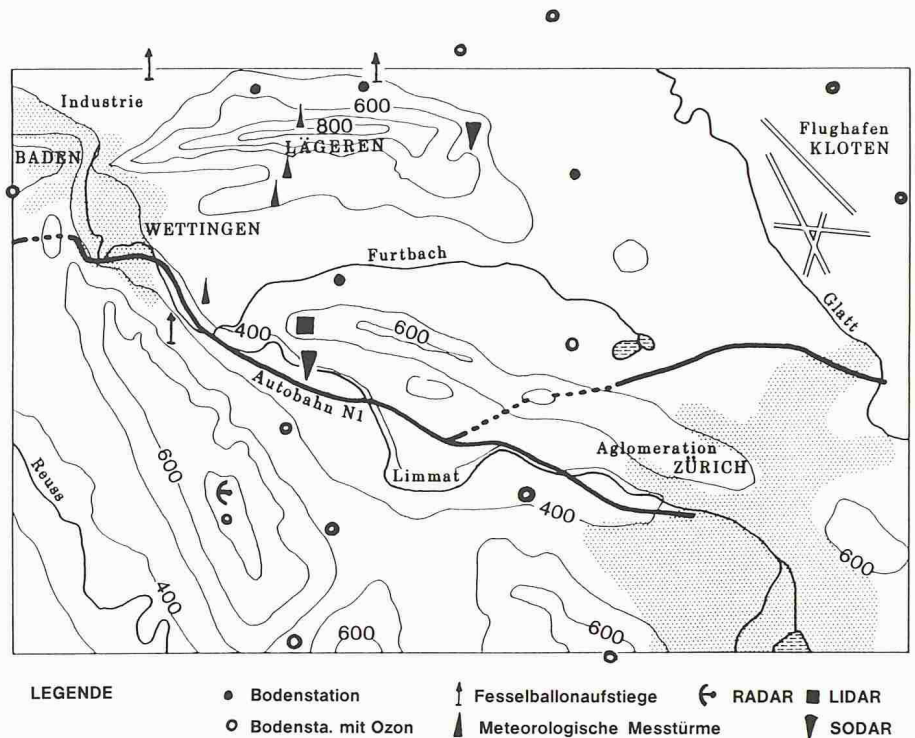 Industrie
600
800
LÄGEREN
BADEN
Flughafen
KLOTEN
WETTINGEN
Furtbach
Glatt
400
600
Autobahn N1
Aglomeration
ZÜRICH
Limmat
Reuss
600
400
400
600
600
600
LEGENDE
Bodenstation
Fesselballonaufstiege
RADAR
LIDAR
Bodensta. mit Ozon
Meteorologische Messtürme
SODAR